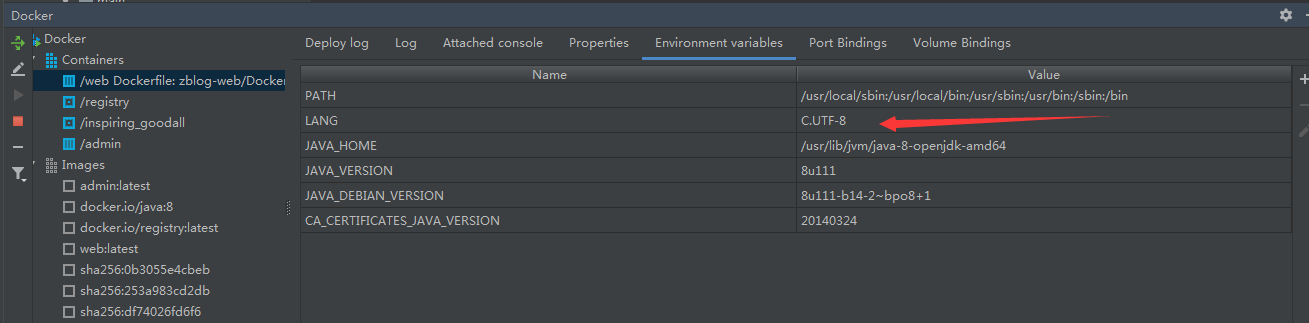 main
Docker
Deploy log Log Attached console Properties Environment variables Port Bindings Volume Bindings
Docker
Containers
/web Dockerfile: zblog-web/Docker
/registry
/inspiring_goodall
/admin
Images
admin:latest
docker.io/java:8
docker.io/registry:latest
web:latest
sha256:0b3055e4cbeb
sha256:253a983cd2db
sha256:df74026fd6f6
Name Value
PATH /usr/local/sbin:/usr/local/bin:/usr/sbin:/usr/bin:/sbin:/bin
LANG C.UTF-8
JAVA_HOME /usr/lib/jvm/java-8-openjdk-amd64
JAVA_VERSION 8u111
JAVA_DEBIAN_VERSION 8u111-b14-2~bpo8+1
CA_CERTIFICATES_JAVA_VERSION 20140324